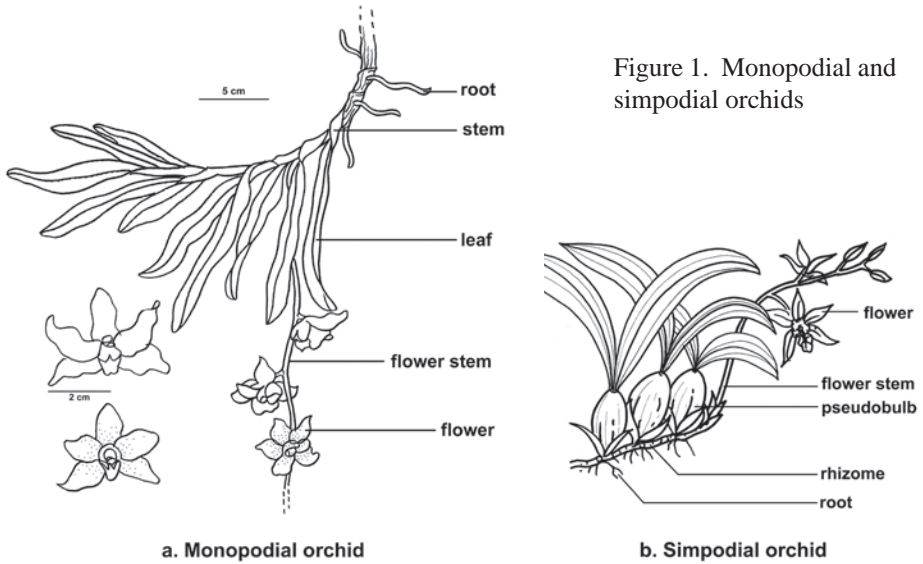 Figure 1. Monopodial and
simpodial orchids
5 cm
root
stem
leaf
flower stem
flower
2 cm
a. Monopodial orchid
flower
flower stem
pseudobulb
rhizome
root
b. Simpodial orchid